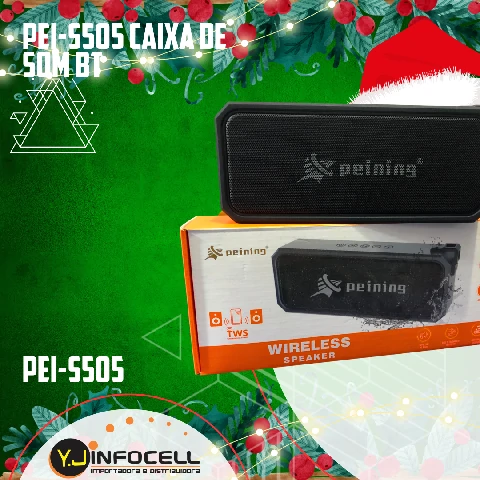 PEI-S505 CAIXA DE
SOM BT
peining®
peining®
peining
TWS
WIRELESS
SPEAKER
PEI-S505
Y.J INFOCELL
importadora e distribuidora